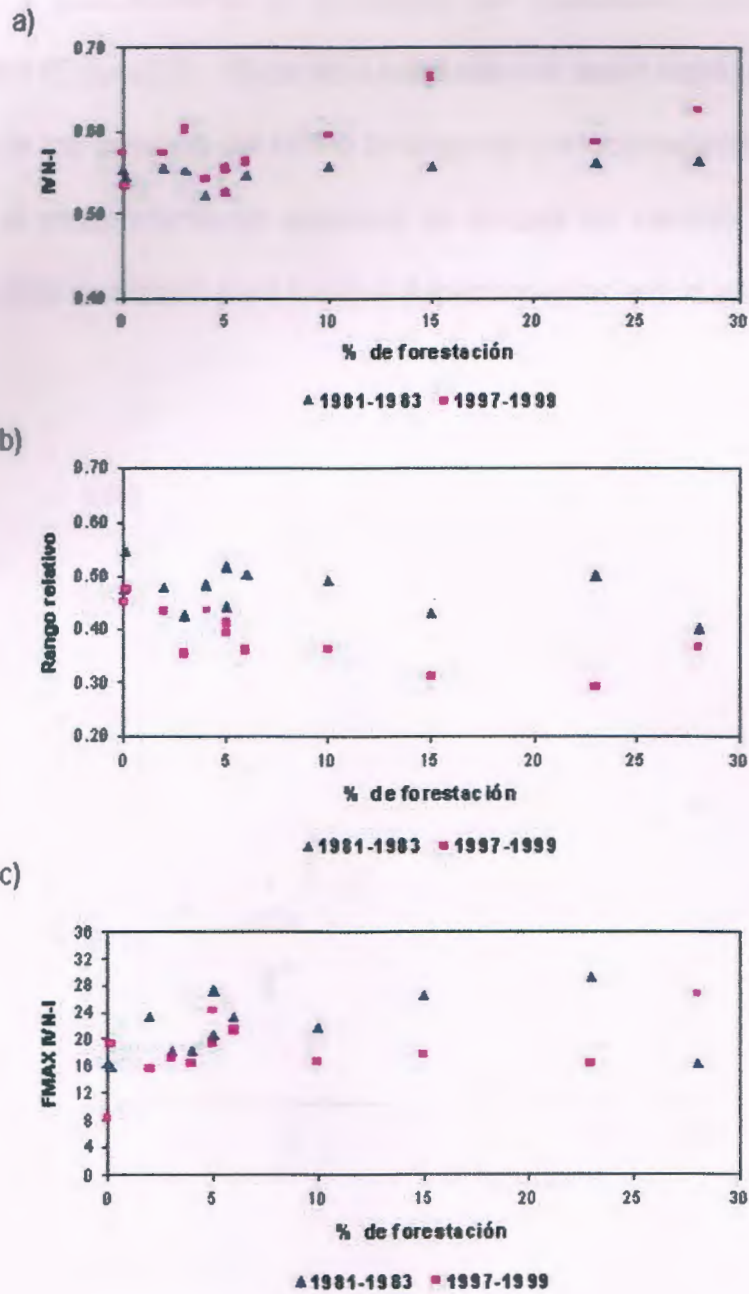 a)
0.70
0.60
0.50
0.40
IVN-I
0 5 10 15 20 25 30
% de forestación
▲ 1981-1983 ■ 1997-1999
b)
0.70
0.60
0.50
0.40
0.30
0.20
Rango relativo
0 5 10 15 20 25 30
% de forestación
▲ 1981-1983 ■ 1997-1999
c)
36
32
28
24
20
16
12
8
4
0
FMAX IVN-I
0 5 10 15 20 25 30
% de forestación
▲ 1981-1983 ■ 1997-1999